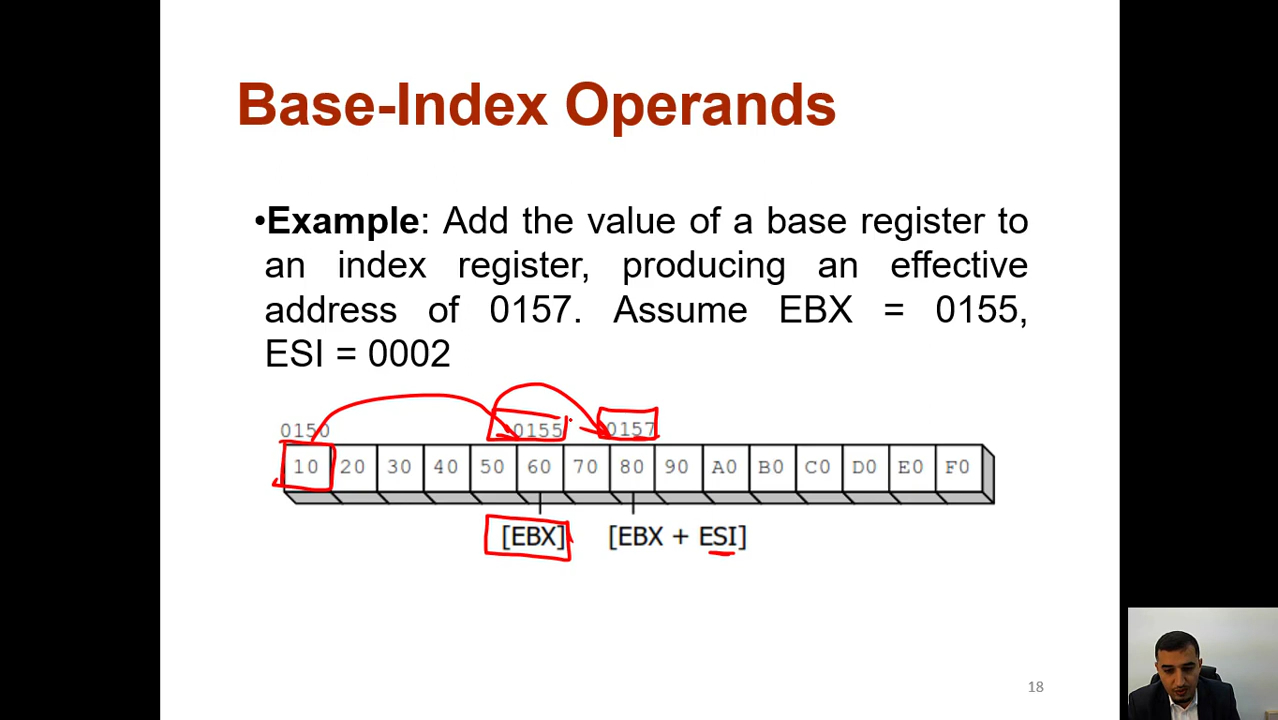 Base-Index Operands
•Example: Add the value of a base register to
an index register, producing an effective
address of 0157. Assume EBX = 0155,
ESI = 0002
0150 0155 0157
10 20 30 40 50 60 70 80 90 A0 B0 C0 D0 E0 F0
[EBX] [EBX + ESI]
18